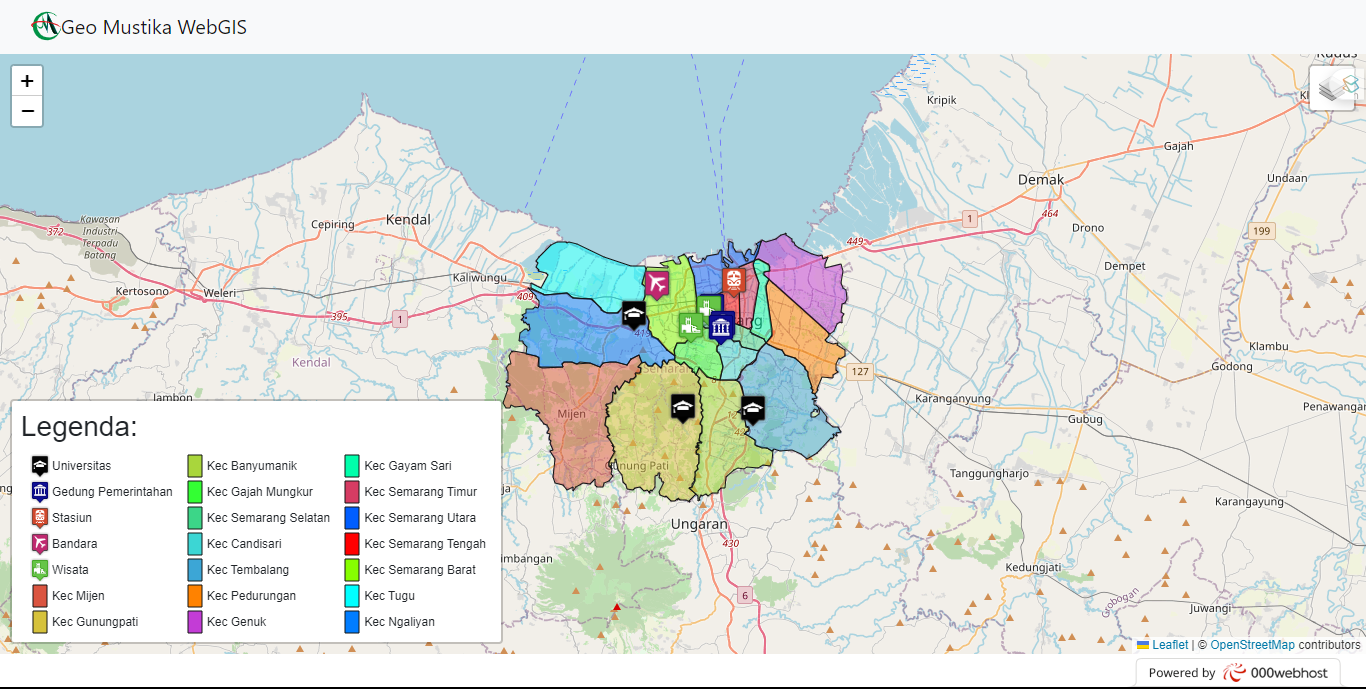 Geo Mustika WebGIS
+
−
Kripik
Gajah
Undaan
Demak
464
1
199
Drono
449
Dempet
Kawasan
Industri
Terpadu
Batang
372
Cepiring
Kendal
Kaliwungu
Kertosono
Weleri
409
395
1
Kendal
Klambu
Godong
127
Karanganyung
Penawangan
Gubug
Mijen
Gunung Pati
Jambon
Tanggungharjo
Karangayung
Ungaran
430
Kedungjati
6
Grobogan
Juwangi
Legenda:
Universitas
Gedung Pemerintahan
Stasiun
Bandara
Wisata
Kec Mijen
Kec Gunungpati
Kec Banyumanik
Kec Gajah Mungkur
Kec Semarang Selatan
Kec Candisari
Kec Tembalang
Kec Pedurungan
Kec Genuk
Kec Gayam Sari
Kec Semarang Timur
Kec Semarang Utara
Kec Semarang Tengah
Kec Semarang Barat
Kec Tugu
Kec Ngaliyan
Leaflet | © OpenStreetMap contributors
Powered by 000webhost